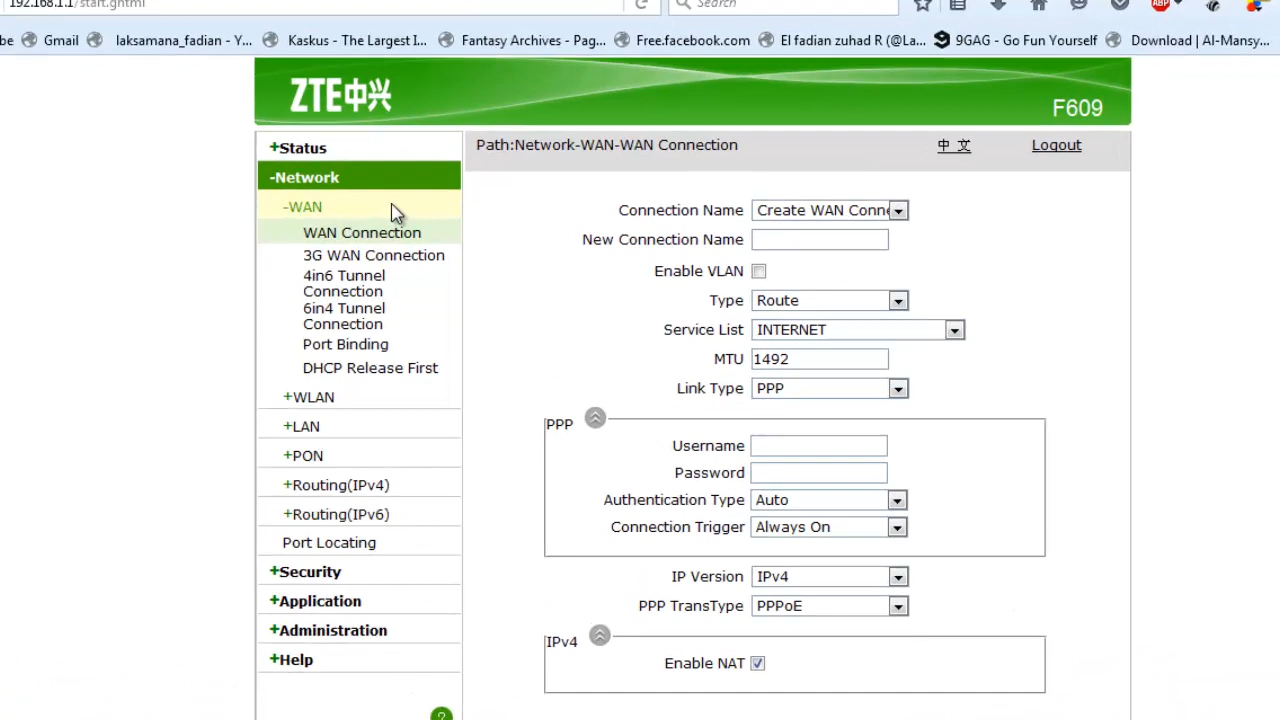 192.168.1.1/start.ghtml
Search
ABP
be Gmail laksamana_fadian - Y... Kaskus - The Largest I... Fantasy Archives - Pag... Free.facebook.com El fadian zuhad R (@La... 9GAG - Go Fun Yourself Download | Al-Mansy...
ZTE中兴
F609
+Status
-Network
-WAN
WAN Connection
3G WAN Connection
4in6 Tunnel
Connection
6in4 Tunnel
Connection
Port Binding
DHCP Release First
+WLAN
+LAN
+PON
+Routing(IPv4)
+Routing(IPv6)
Port Locating
+Security
+Application
+Administration
+Help
?
Path:Network-WAN-WAN Connection 中 文 Logout
Connection Name Create WAN Conne
New Connection Name
Enable VLAN
Type Route
Service List INTERNET
MTU 1492
Link Type PPP
PPP
Username
Password
Authentication Type Auto
Connection Trigger Always On
IP Version IPv4
PPP TransType PPPoE
IPv4
Enable NAT